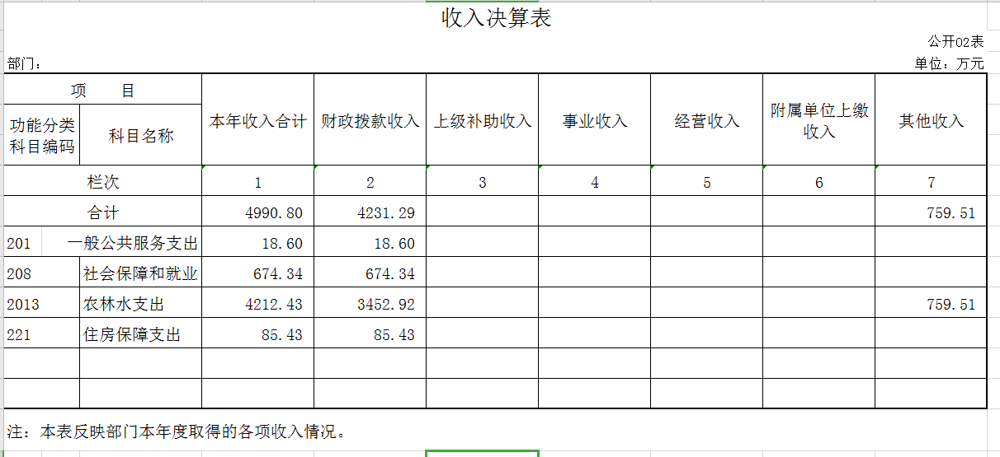 收入决算表
公开02表
部门:
单位：万元
项 目
本年收入合计 财政拨款收入 上级补助收入 事业收入 经营收入 附属单位上缴收入 其他收入
功能分类科目编码 科目名称
栏次 1 2 3 4 5 6 7
合计 4990.80 4231.29 759.51
201 一般公共服务支出 18.60 18.60
208 社会保障和就业 674.34 674.34
2013 农林水支出 4212.43 3452.92 759.51
221 住房保障支出 85.43 85.43
注：本表反映部门本年度取得的各项收入情况。